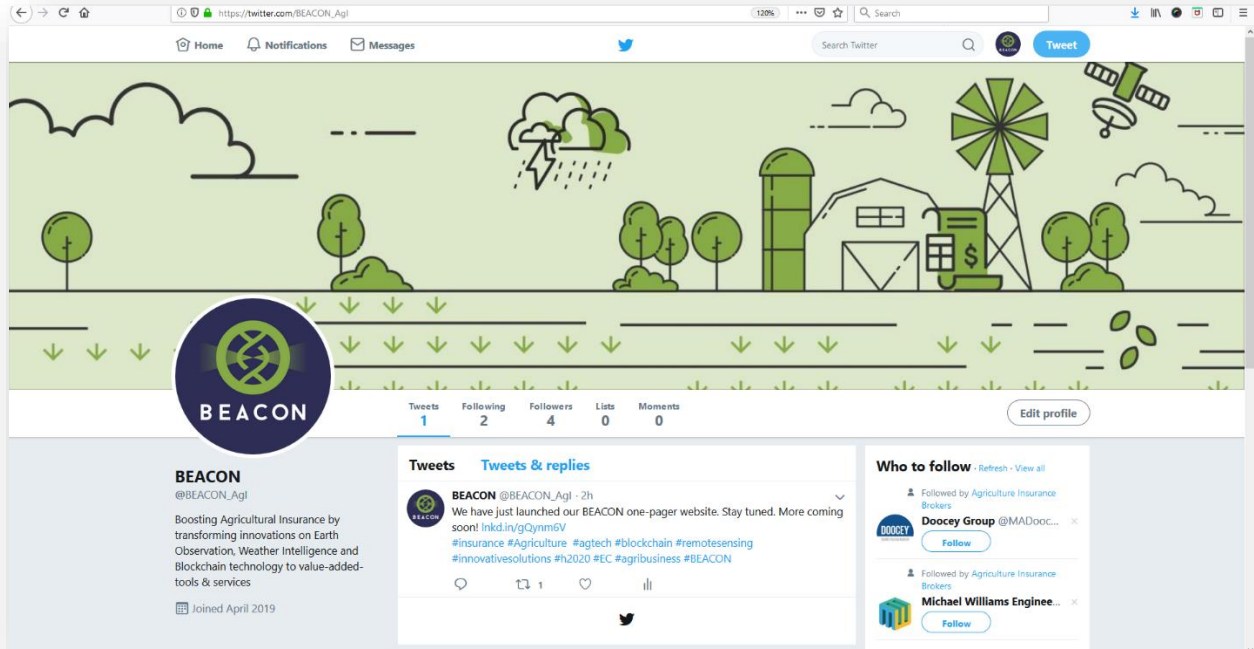 https://twitter.com/BEACON_AgI
120%
Search
Home Notifications Messages
Search Twitter
Tweet
$
BEACON
Tweets Following Followers Lists Moments
1 2 4 0 0
Edit profile
BEACON
@BEACON_AgI
Boosting Agricultural Insurance by
transforming innovations on Earth
Observation, Weather Intelligence and
Blockchain technology to value-added-
tools & services
Joined April 2019
Tweets Tweets & replies
BEACON @BEACON_AgI · 2h
We have just launched our BEACON one-pager website. Stay tuned. More coming
soon! lnkd.in/gQynm6V
#insurance #Agriculture #agtech #blockchain #remotesensing
#innovativesolutions #h2020 #EC #agribusiness #BEACON
1
Who to follow · Refresh · View all
Followed by Agriculture Insurance
Brokers
DOOCEY
Doocey Group @MADooc...
Follow
Followed by Agriculture Insurance
Brokers
Michael Williams Enginee...
Follow